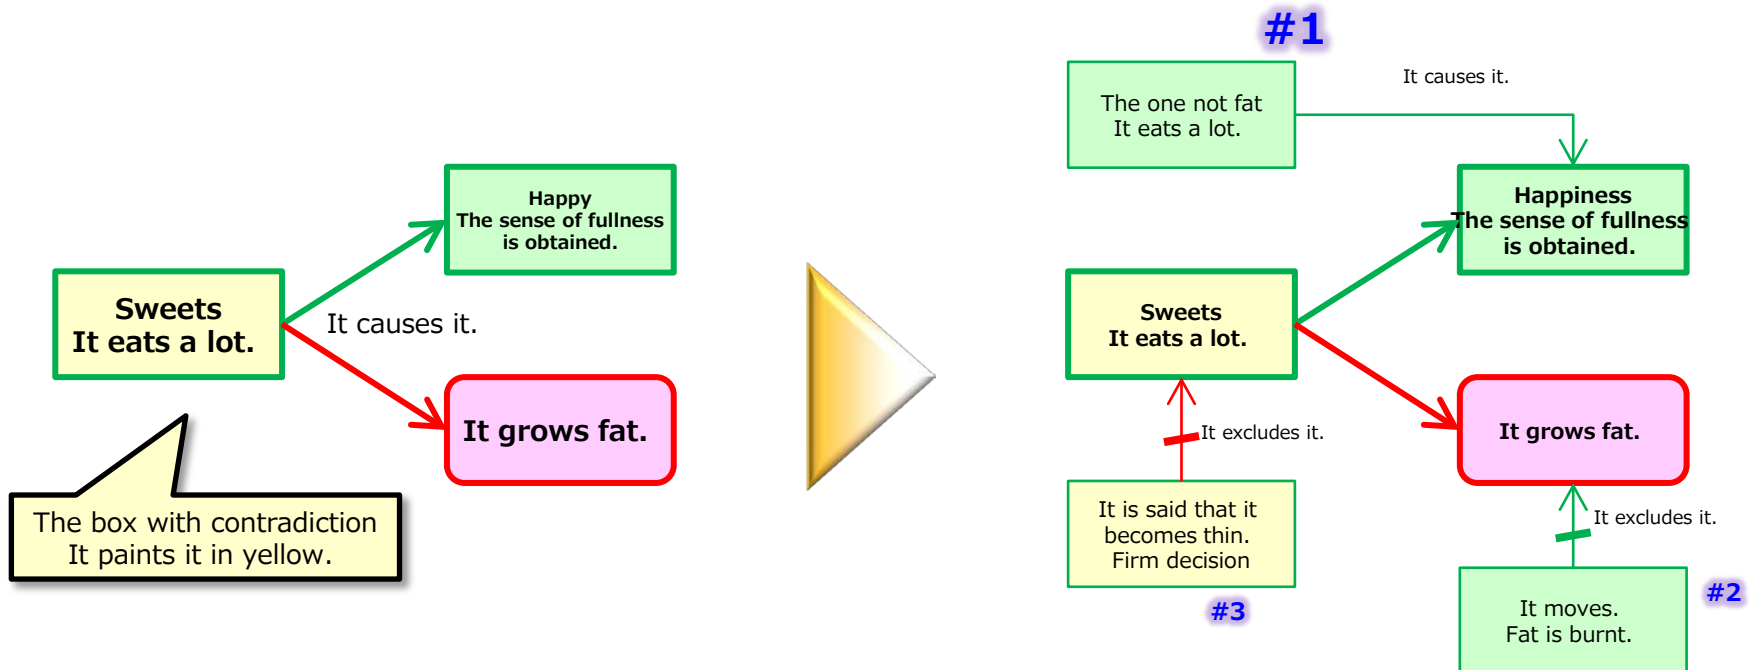 Happy
The sense of fullness
is obtained.
Sweets
It eats a lot.
It causes it.
It grows fat.
The box with contradiction
It paints it in yellow.
#1
The one not fat
It eats a lot.
It causes it.
Happiness
The sense of fullness
is obtained.
Sweets
It eats a lot.
It grows fat.
It excludes it.
It is said that it
becomes thin.
Firm decision
#3
It excludes it.
It moves.
Fat is burnt.
#2